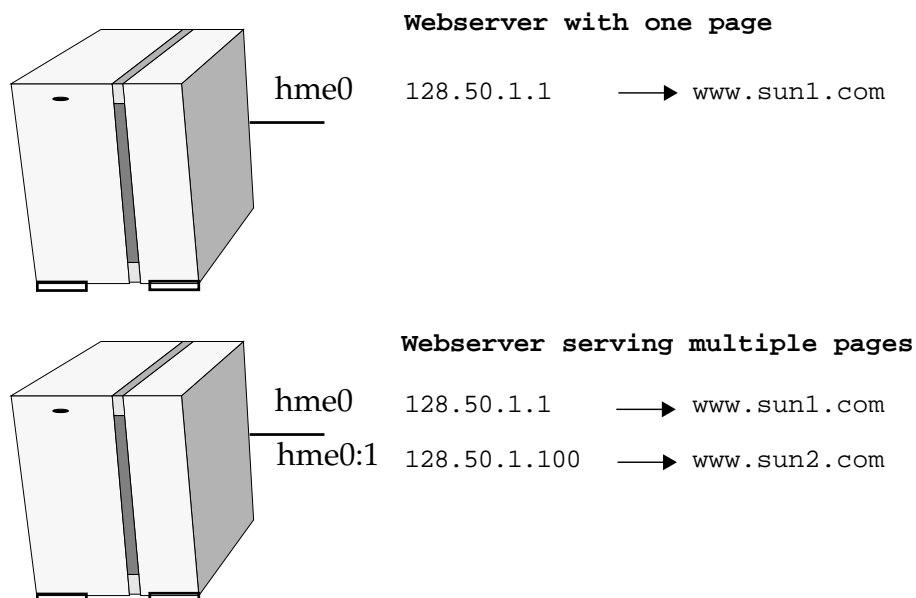 Webserver with one page
hme0 128.50.1.1 www.sun1.com
Webserver serving multiple pages
hme0 128.50.1.1 www.sun1.com
hme0:1 128.50.1.100 www.sun2.com